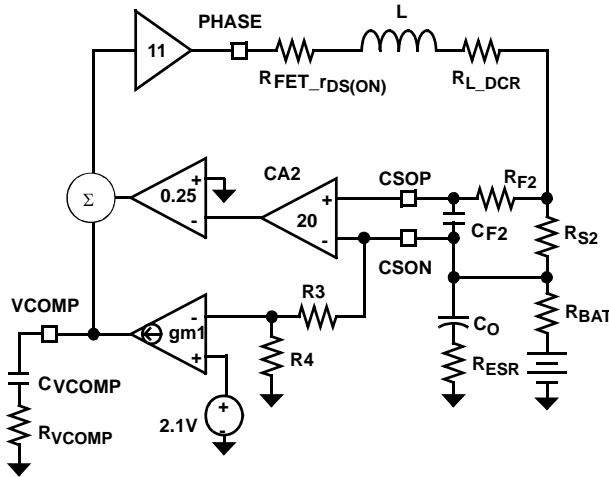 PHASE
L
11
RFET_rDS(ON)
RL_DCR
Σ
0.25
+
-
CA2
20
+
-
CSOP
RF2
CF2
RS2
CSON
VCOMP
gm1
-
+
R3
R4
CO
RBAT
RESR
CVCOMP
RVCOMP
2.1V
+
-